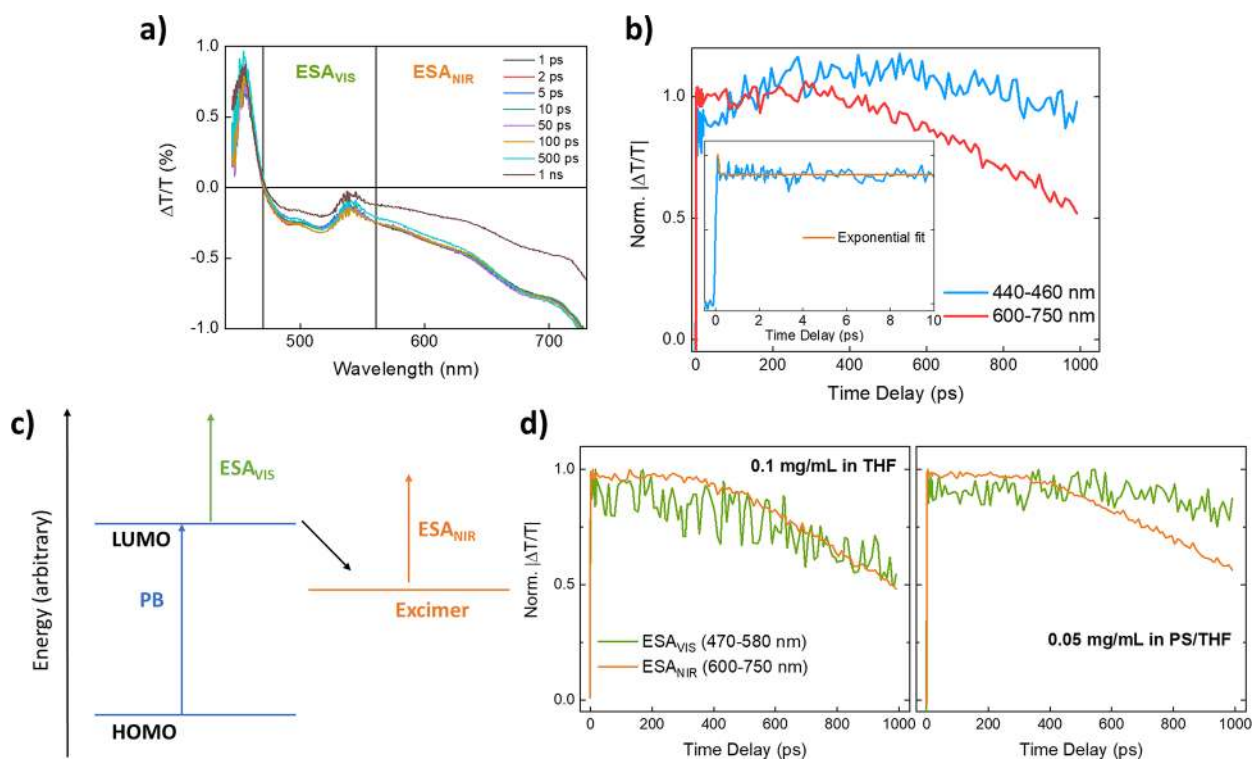 a)
ESA_VIS
ESA_NIR
1 ps
2 ps
5 ps
10 ps
50 ps
100 ps
500 ps
1 ns
1.0
0.5
0.0
-0.5
-1.0
ΔT/T (%)
500
600
700
Wavelength (nm)
b)
1.0
0.5
1.0
Norm. |ΔT/T|
Exponential fit
0
2
4
6
8
10
Time Delay (ps)
440-460 nm
600-750 nm
0
200
400
600
800
1000
Time Delay (ps)
c)
Energy (arbitrary)
ESA_VIS
LUMO
PB
HOMO
ESA_NIR
Excimer
d)
1.0
0.5
0.0
Norm. |ΔT/T|
0.1 mg/mL in THF
ESA_VIS (470-580 nm)
ESA_NIR (600-750 nm)
0
200
400
600
800
1000
Time Delay (ps)
0.05 mg/mL in PS/THF
0
200
400
600
800
1000
Time Delay (ps)